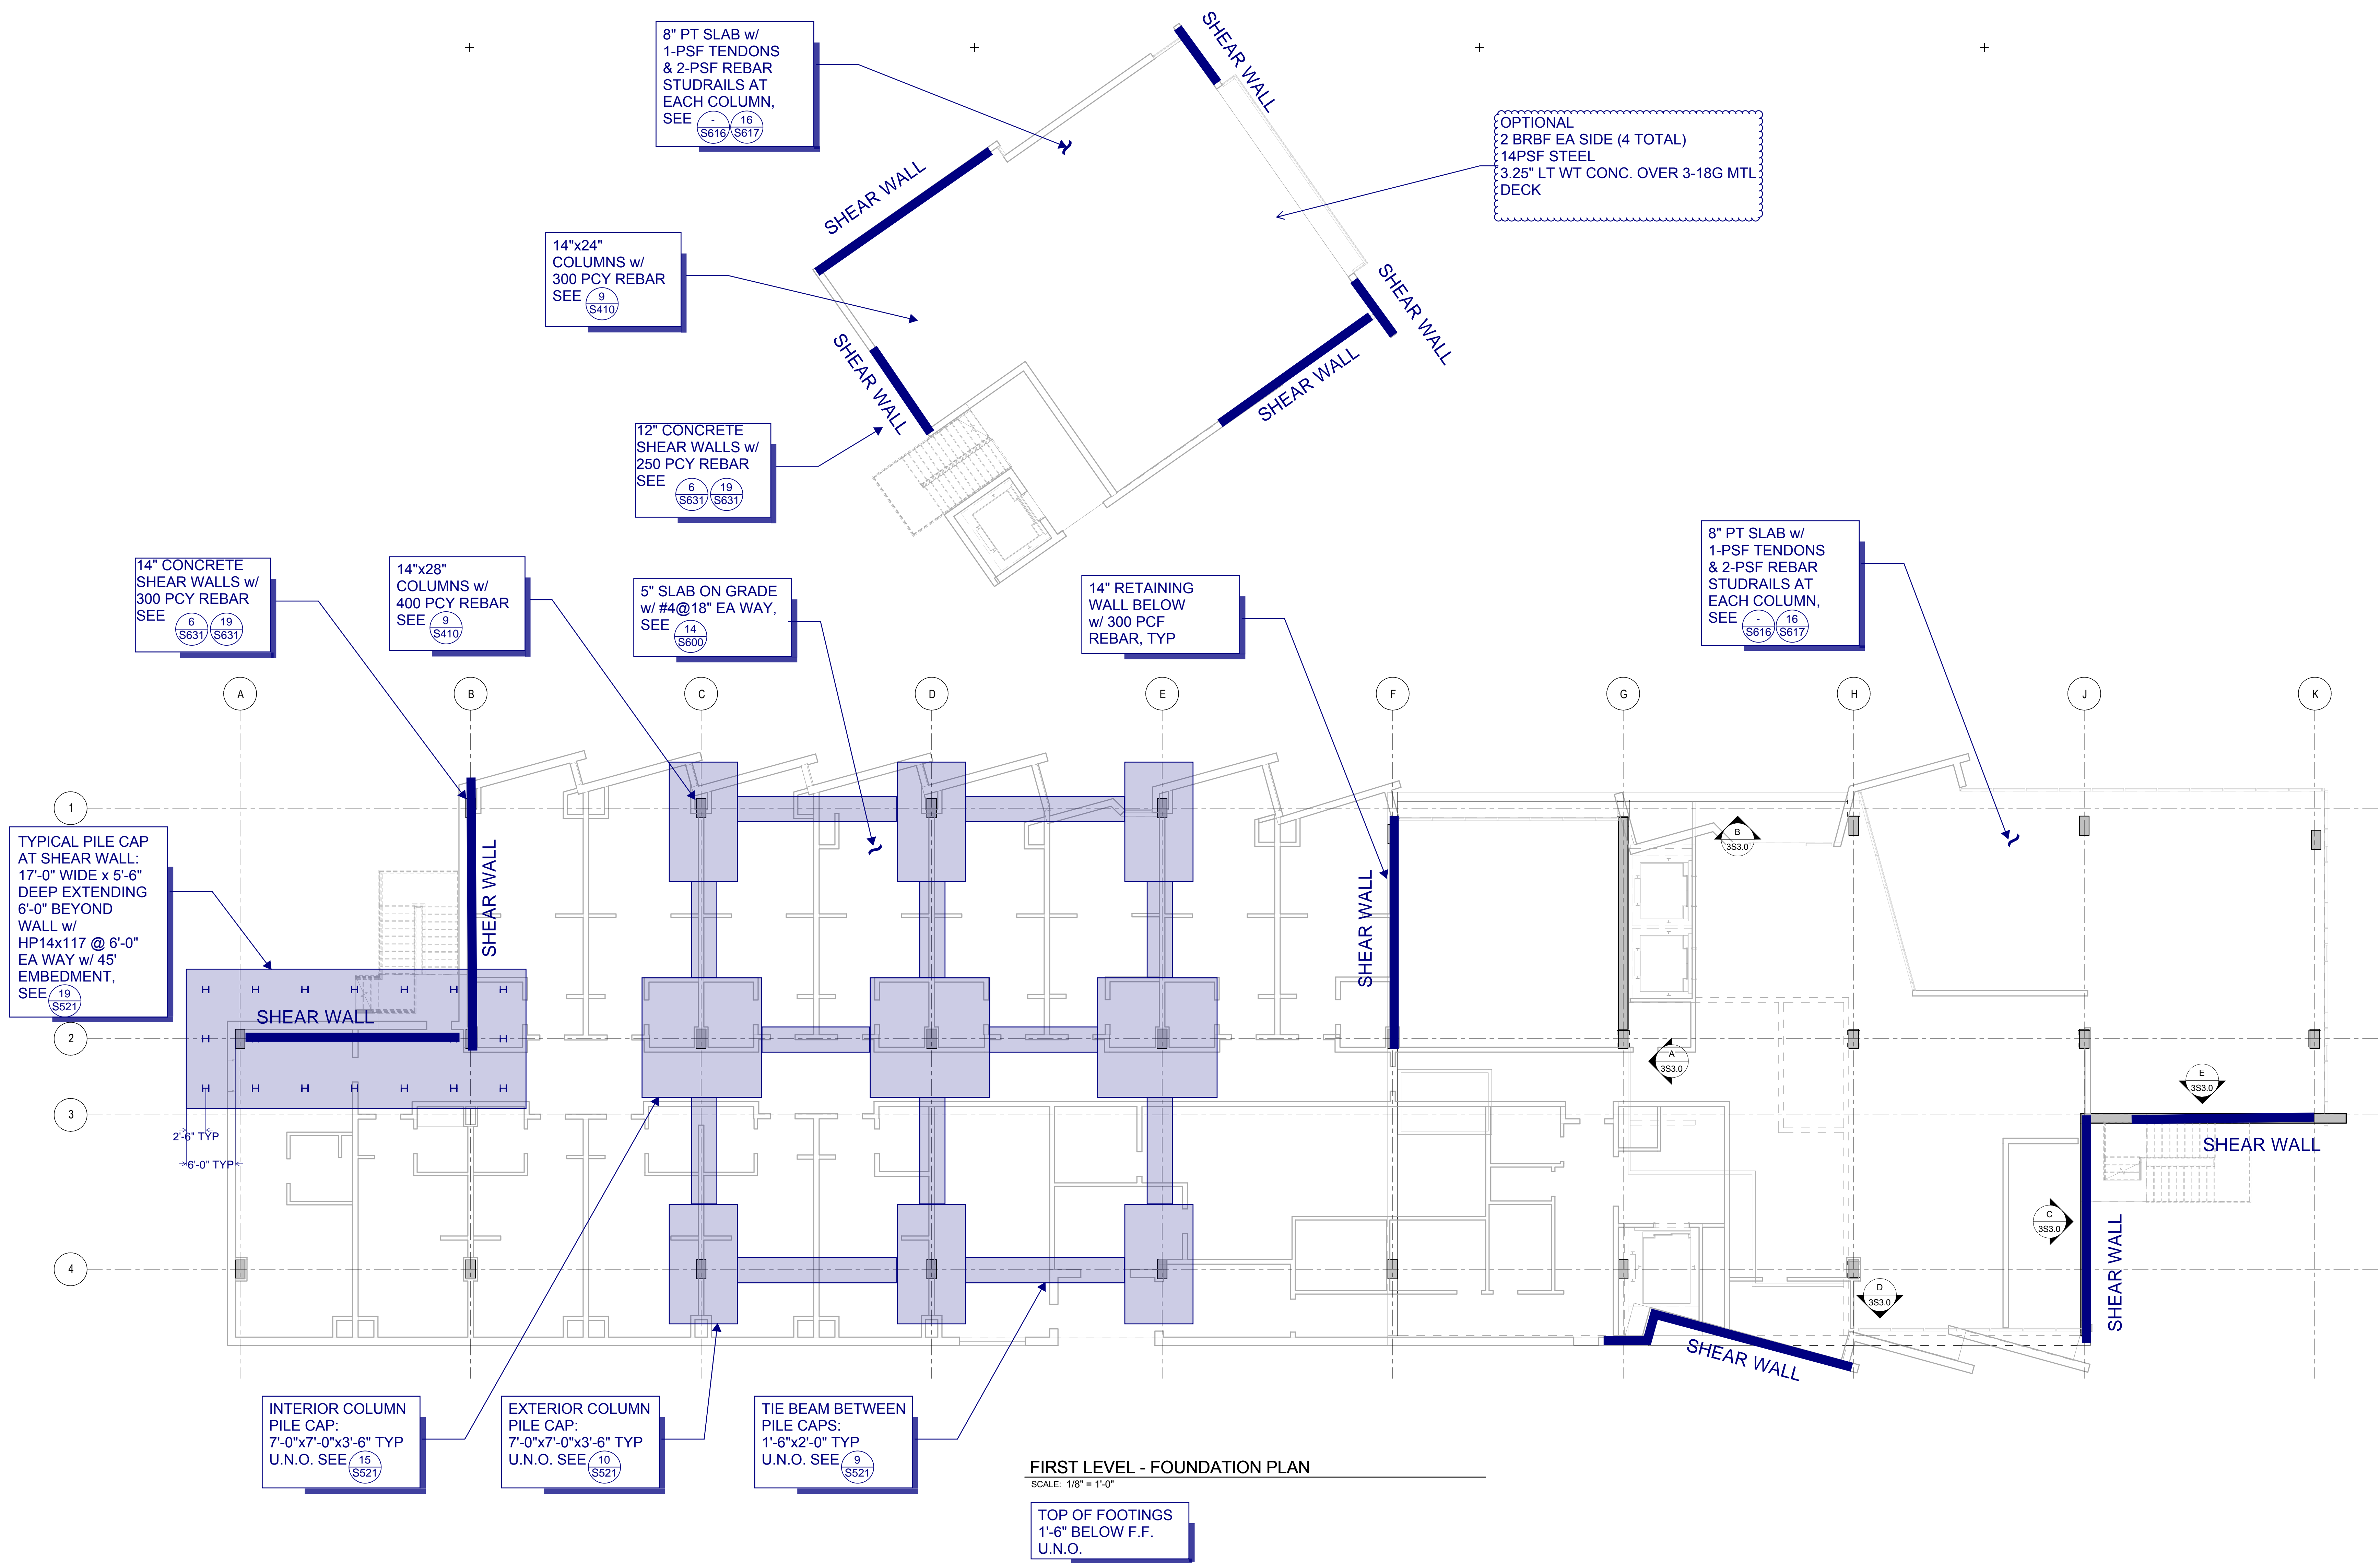 8" PT SLAB w/
1-PSF TENDONS
& 2-PSF REBAR
STUDRAILS AT
EACH COLUMN,
SEE
-
S616
16
S617
SHEAR WALL
OPTIONAL
2 BRBF EA SIDE (4 TOTAL)
14PSF STEEL
3.25" LT WT CONC. OVER 3-18G MTL
DECK
SHEAR WALL
14"x24"
COLUMNS w/
300 PCY REBAR
SEE
9
S410
SHEAR WALL
SHEAR WALL
SHEAR WALL
12" CONCRETE
SHEAR WALLS w/
250 PCY REBAR
SEE
6
S631
19
S631
14" CONCRETE
SHEAR WALLS w/
300 PCY REBAR
SEE
6
S631
19
S631
14"x28"
COLUMNS w/
400 PCY REBAR
SEE
9
S410
5" SLAB ON GRADE
w/ #4@18" EA WAY,
SEE
14
S600
14" RETAINING
WALL BELOW
w/ 300 PCF
REBAR, TYP
8" PT SLAB w/
1-PSF TENDONS
& 2-PSF REBAR
STUDRAILS AT
EACH COLUMN,
SEE
-
S616
16
S617
A
B
C
D
E
F
G
H
J
K
1
TYPICAL PILE CAP
AT SHEAR WALL:
17'-0" WIDE x 5'-6"
DEEP EXTENDING
6'-0" BEYOND
WALL w/
HP14x117 @ 6'-0"
EA WAY w/ 45'
EMBEDMENT,
SEE
19
S521
SHEAR WALL
SHEAR WALL
SHEAR WALL
B
3S3.0
2
A
3S3.0
E
3S3.0
3
2'-6" TYP
6'-0" TYP
SHEAR WALL
C
3S3.0
SHEAR WALL
4
D
3S3.0
SHEAR WALL
INTERIOR COLUMN
PILE CAP:
7'-0"x7'-0"x3'-6" TYP
U.N.O. SEE
15
S521
EXTERIOR COLUMN
PILE CAP:
7'-0"x7'-0"x3'-6" TYP
U.N.O. SEE
10
S521
TIE BEAM BETWEEN
PILE CAPS:
1'-6"x2'-0" TYP
U.N.O. SEE
9
S521
FIRST LEVEL - FOUNDATION PLAN
SCALE: 1/8" = 1'-0"
TOP OF FOOTINGS
1'-6" BELOW F.F.
U.N.O.